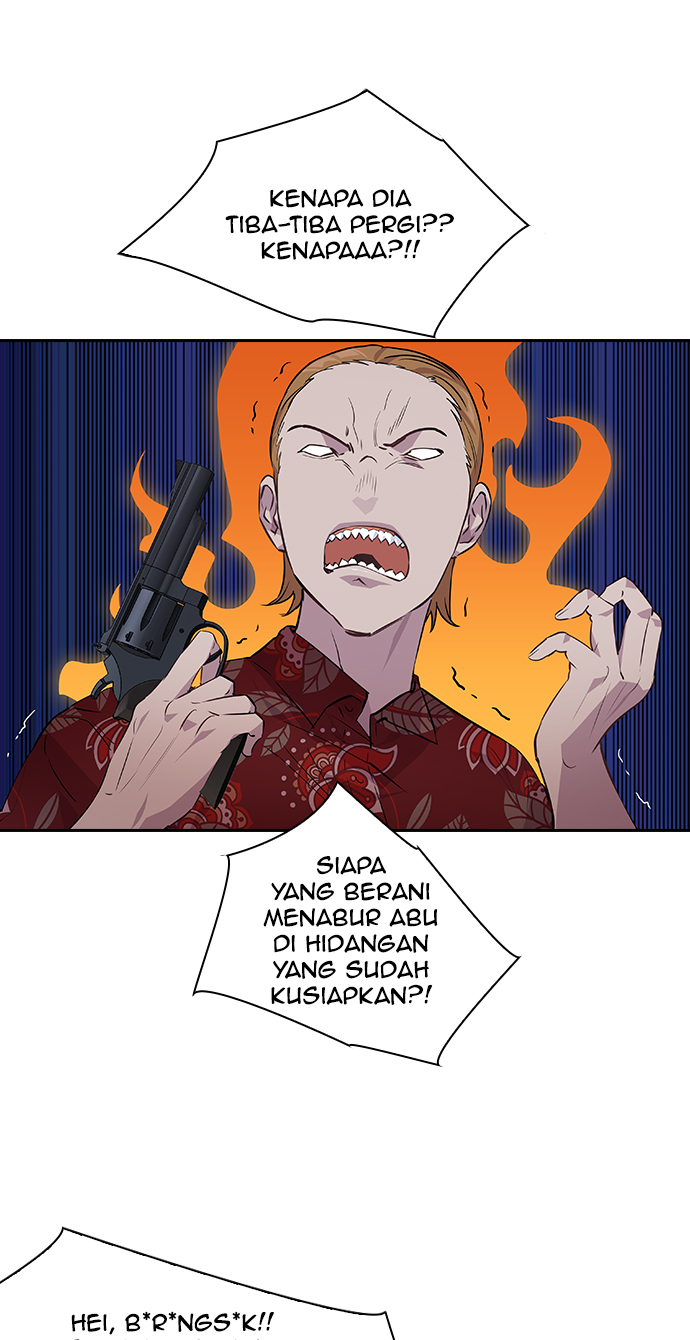 KENAPA DIA
TIBA-TIBA PERGI??
KENAPAAA?!!
SIAPA
YANG BERANI
MENABUR ABU
DI HIDANGAN
YANG SUDAH
KUSIAPKAN?!
HEI, B*R*NGS*K!!